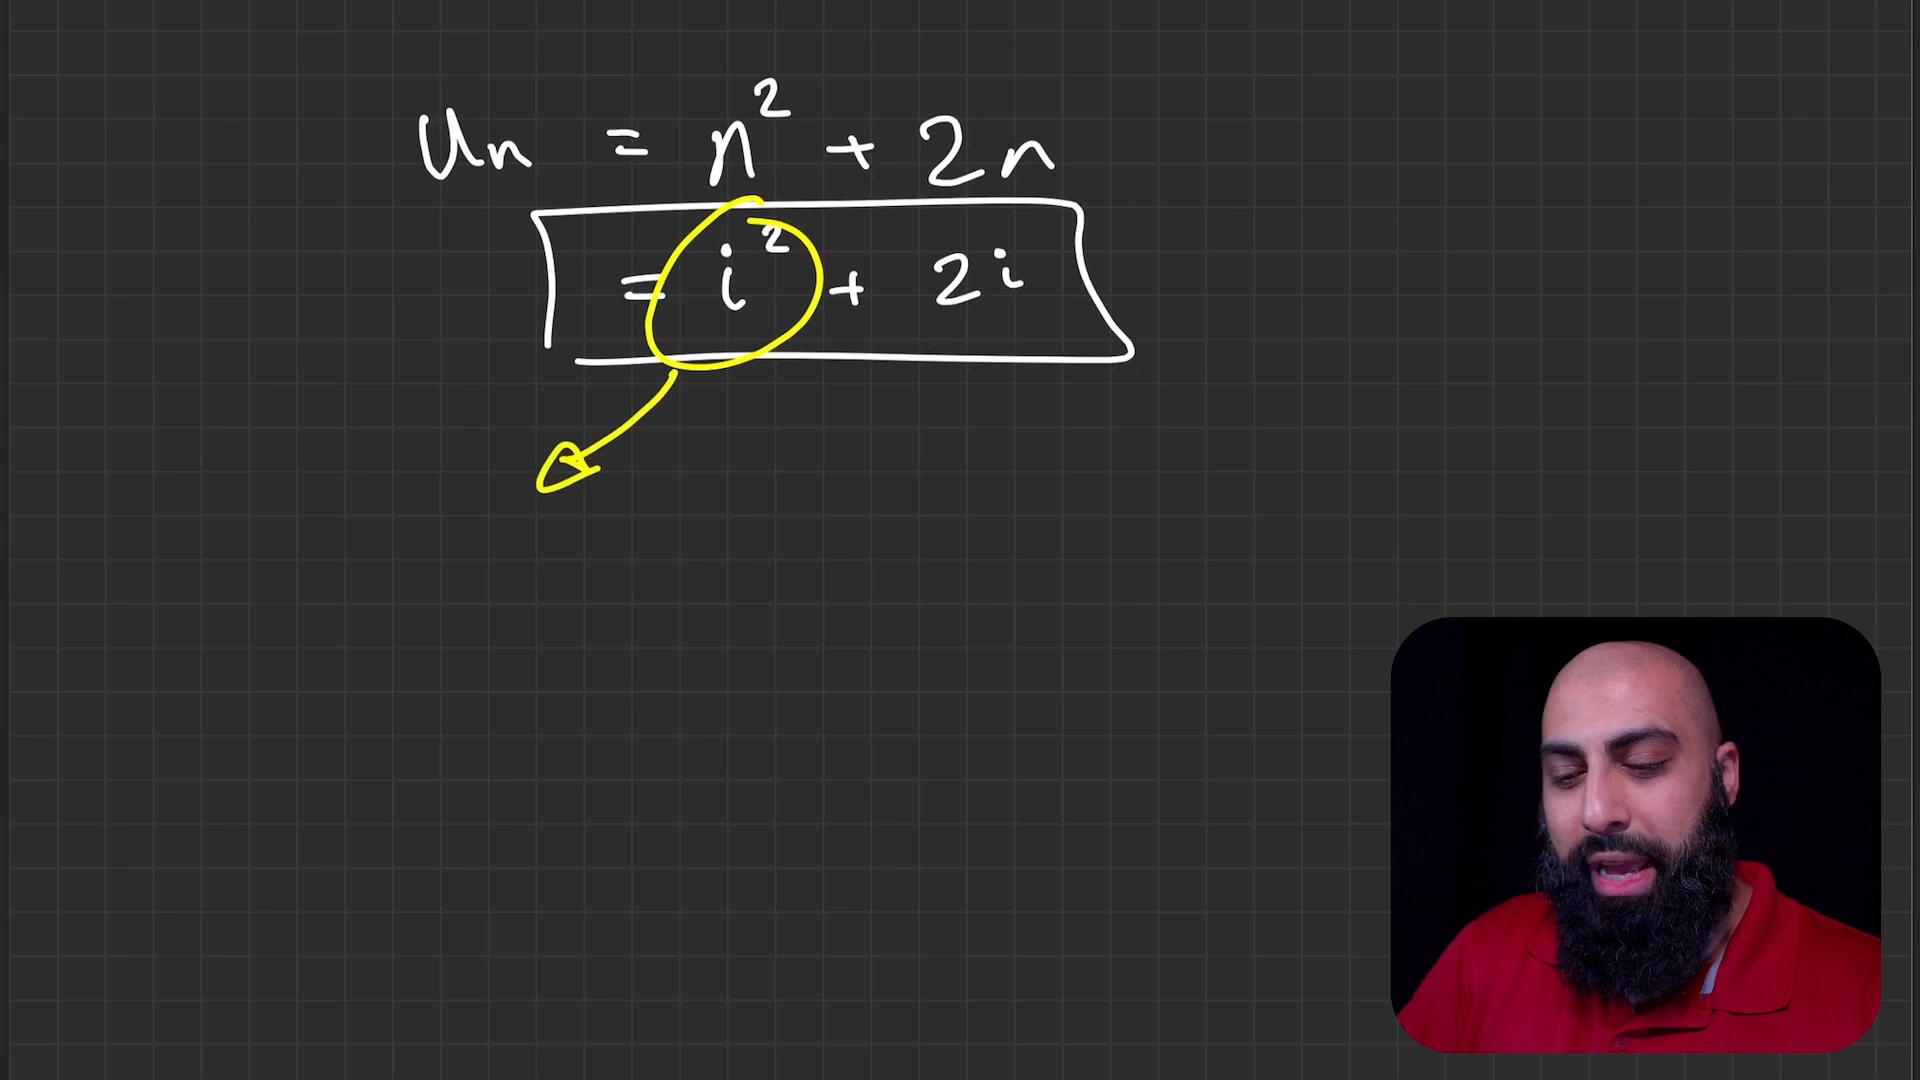 Un = n² + 2n
= i² + 2i